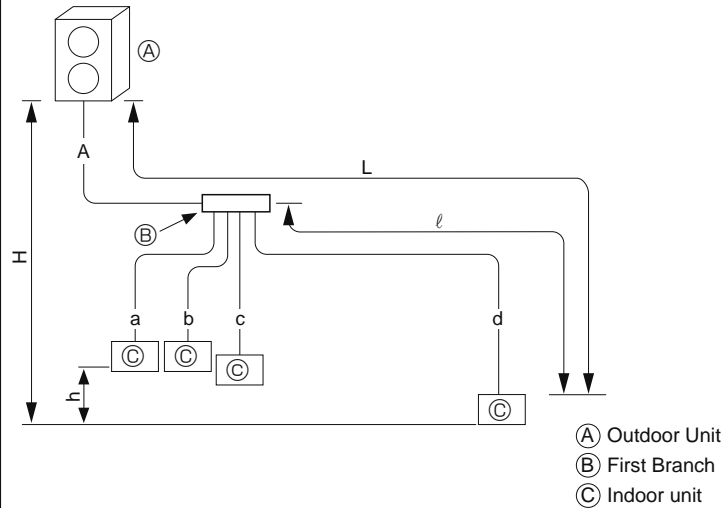 Ⓐ
A
L
H
Ⓑ
ℓ
a b c d
Ⓒ Ⓒ Ⓒ Ⓒ
h
Ⓐ Outdoor Unit
Ⓑ First Branch
Ⓒ Indoor unit